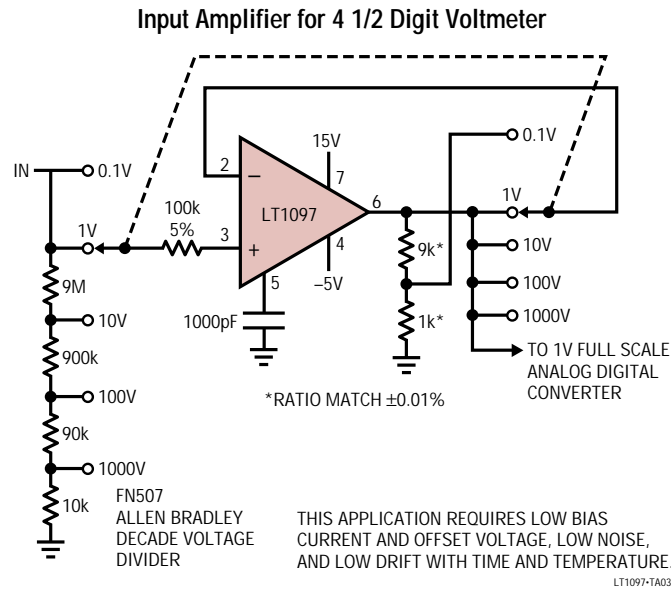 Input Amplifier for 4 1/2 Digit Voltmeter
IN
0.1V
1V
9M
10V
900k
100V
90k
1000V
10k
FN507
ALLEN BRADLEY
DECADE VOLTAGE
DIVIDER
100k
5%
2
−
3
+
LT1097
15V
7
6
4
–5V
5
1000pF
9k*
1k*
*RATIO MATCH ±0.01%
0.1V
1V
10V
100V
1000V
TO 1V FULL SCALE
ANALOG DIGITAL
CONVERTER
THIS APPLICATION REQUIRES LOW BIAS
CURRENT AND OFFSET VOLTAGE, LOW NOISE,
AND LOW DRIFT WITH TIME AND TEMPERATURE.
LT1097•TA03